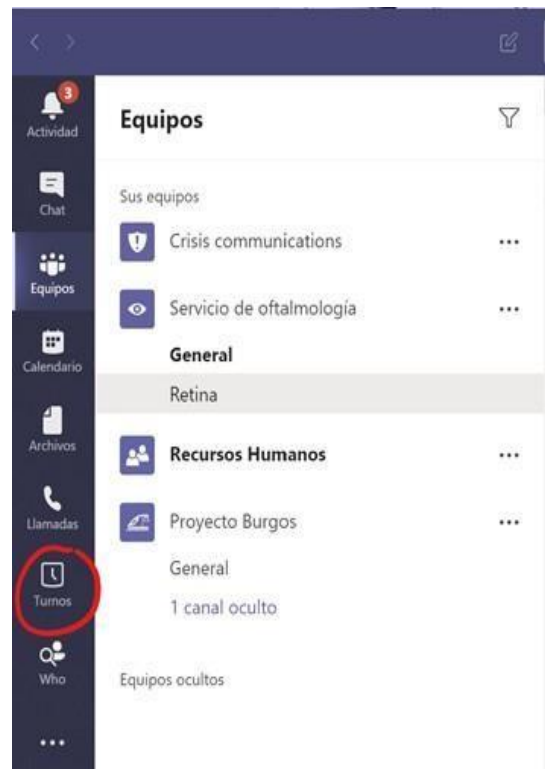 3
Actividad
Chat
Equipos
Calendario
Archivos
Llamadas
Turnos
Who
Equipos
Sus equipos
Crisis communications
Servicio de oftalmología
General
Retina
Recursos Humanos
Proyecto Burgos
General
1 canal oculto
Equipos ocultos